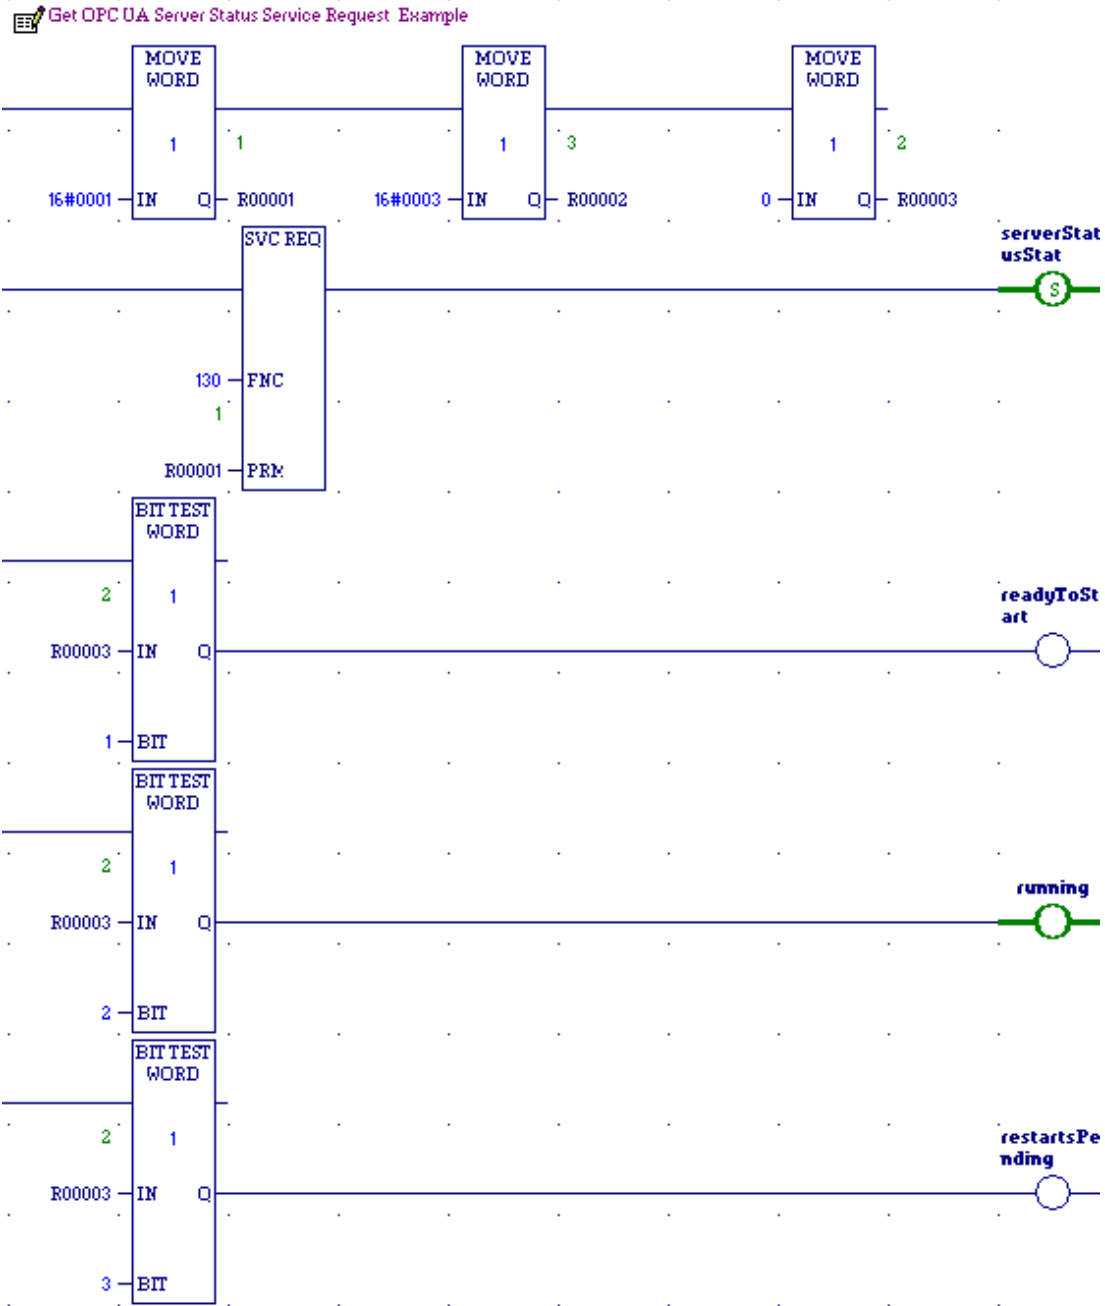 Get OPC UA Server Status Service Request Example
MOVE WORD MOVE WORD MOVE WORD
1 1 1 3 1 2
16#0001 IN Q R00001 16#0003 IN Q R00002 0 IN Q R00003
SVC REQ
serverStat
usStat
S
130 FNC
1
R00001 PRM
BIT TEST
WORD
2 1
readyToSt
art
R00003 IN Q
1 BIT
BIT TEST
WORD
2 1
running
R00003 IN Q
2 BIT
BIT TEST
WORD
2 1
restartsPe
nding
R00003 IN Q
3 BIT